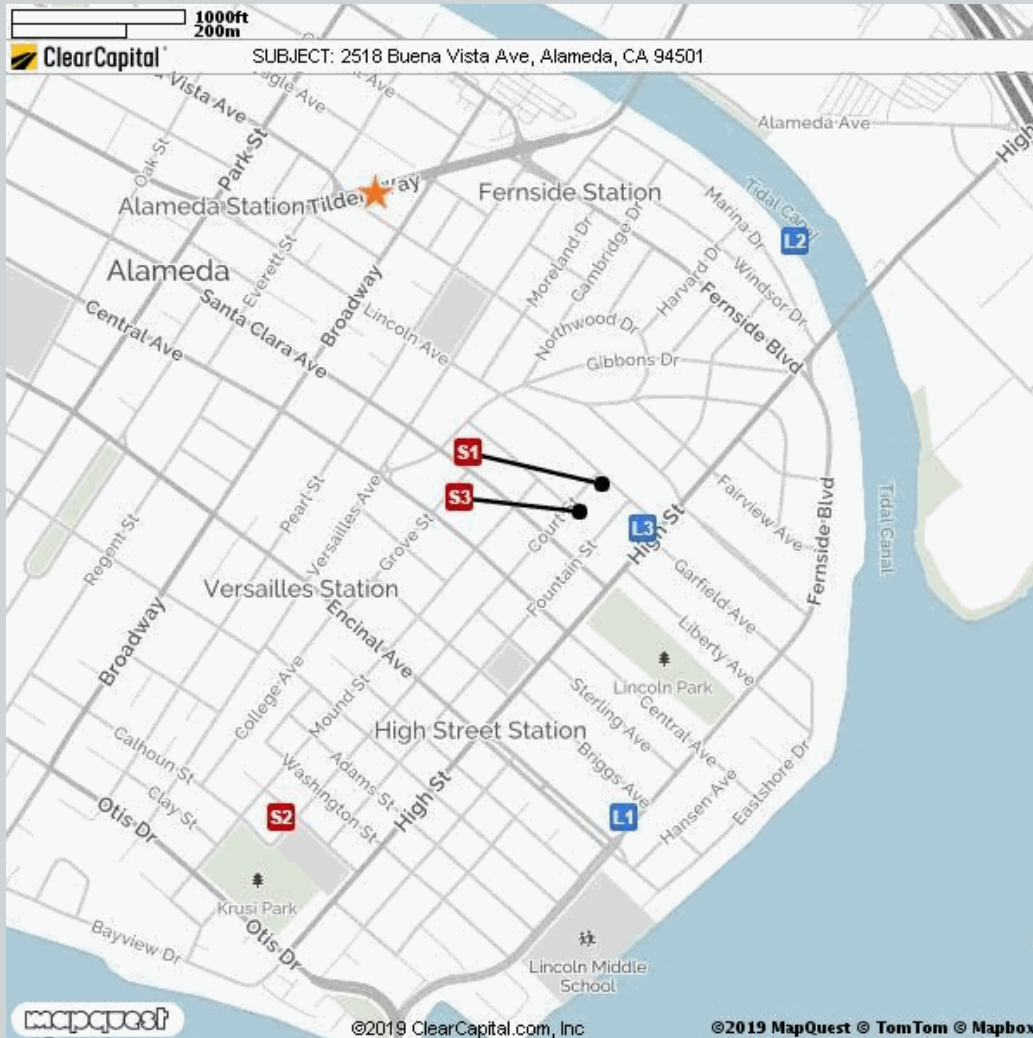 1000ft
200m
ClearCapital
SUBJECT: 2518 Buena Vista Ave, Alameda, CA 94501
Vista Ave
Eagle Ave
Ave
Oak St
Park St
Alameda Ave
High
Alameda Station
Tilden Way
Fernside Station
Tidal Canal
Marina Dr
L2
Alameda
Everett St
Moreland Dr
Cambridge Dr
Harvard Dr
Windsor Dr
Santa Clara Ave
Broadway
Central Ave
Lincoln Ave
Northwood Dr
Fernside Blvd
Gibbons Dr
S1
S3
Pearl St
Versailles Ave
Grove St
Court St
L3
High St
Fairview Ave
Fernside Blvd
Tidal Canal
Regent St
Fountain St
Versailles Station
Encinal Ave
Garfield Ave
Liberty Ave
Broadway
College Ave
Mound St
Lincoln Park
Sterling Ave
Central Ave
High Street Station
Calhoun St
Adams St
Washington St
Briggs Ave
Hansen Ave
Eastshore Dr
Clay St
High St
Otis Dr
S2
L1
Krusi Park
Otis Dr
Bayview Dr
Lincoln Middle
School
mapquest
©2019 ClearCapital.com, Inc
©2019 MapQuest © TomTom © Mapbox